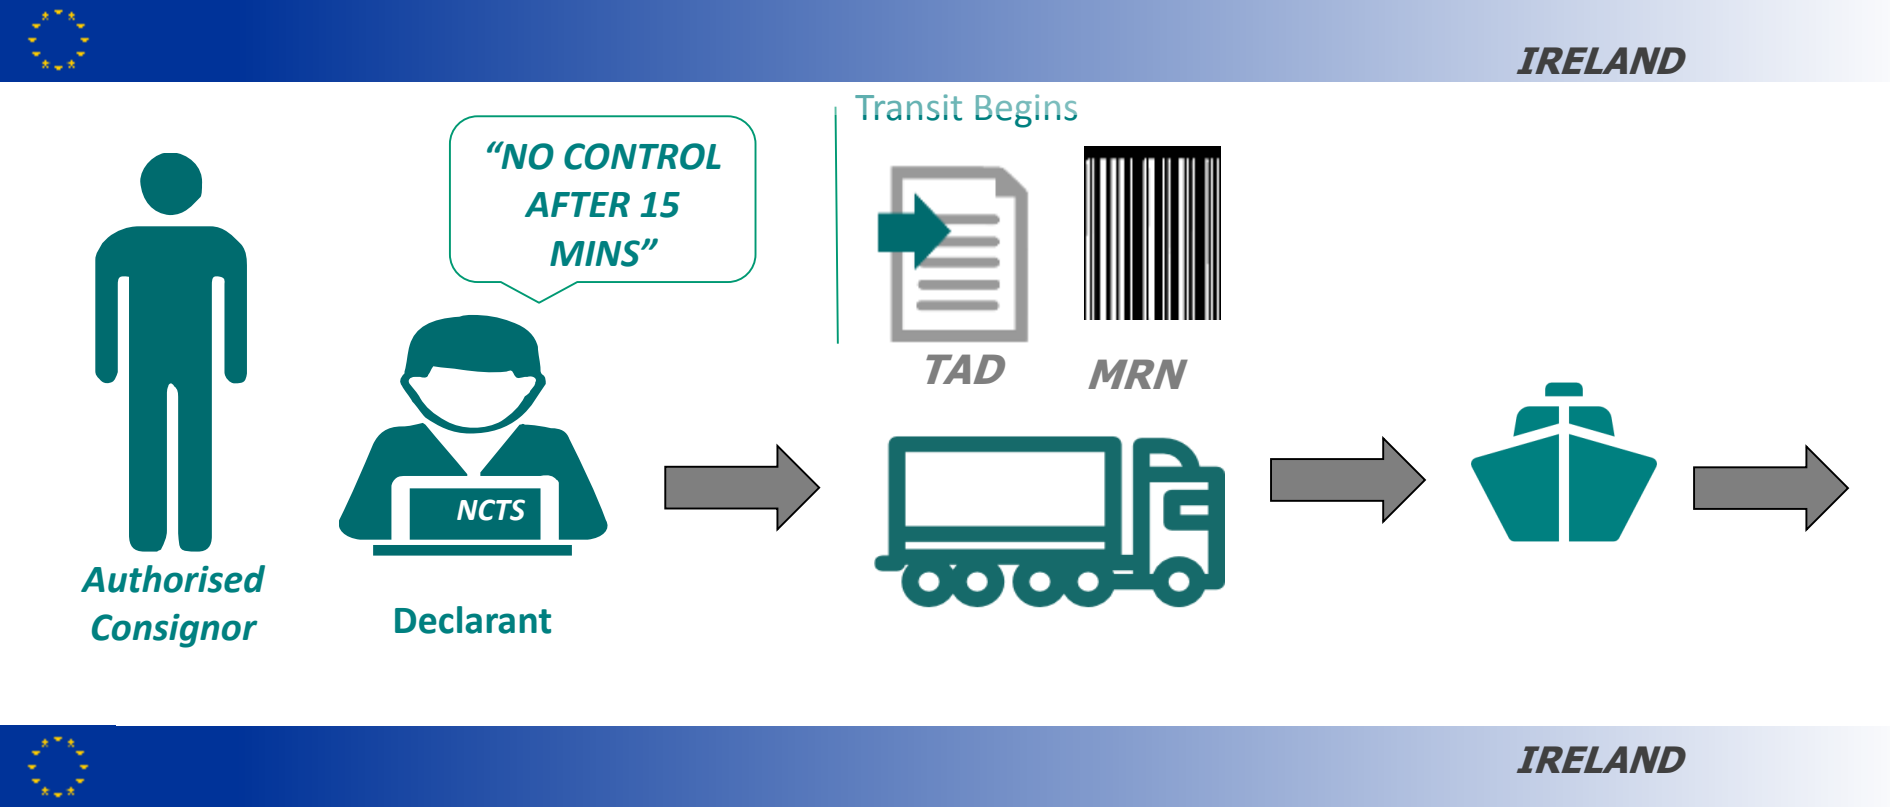 IRELAND
Transit Begins
“NO CONTROL
AFTER 15
MINS”
TAD
MRN
NCTS
Authorised
Consignor
Declarant
IRELAND